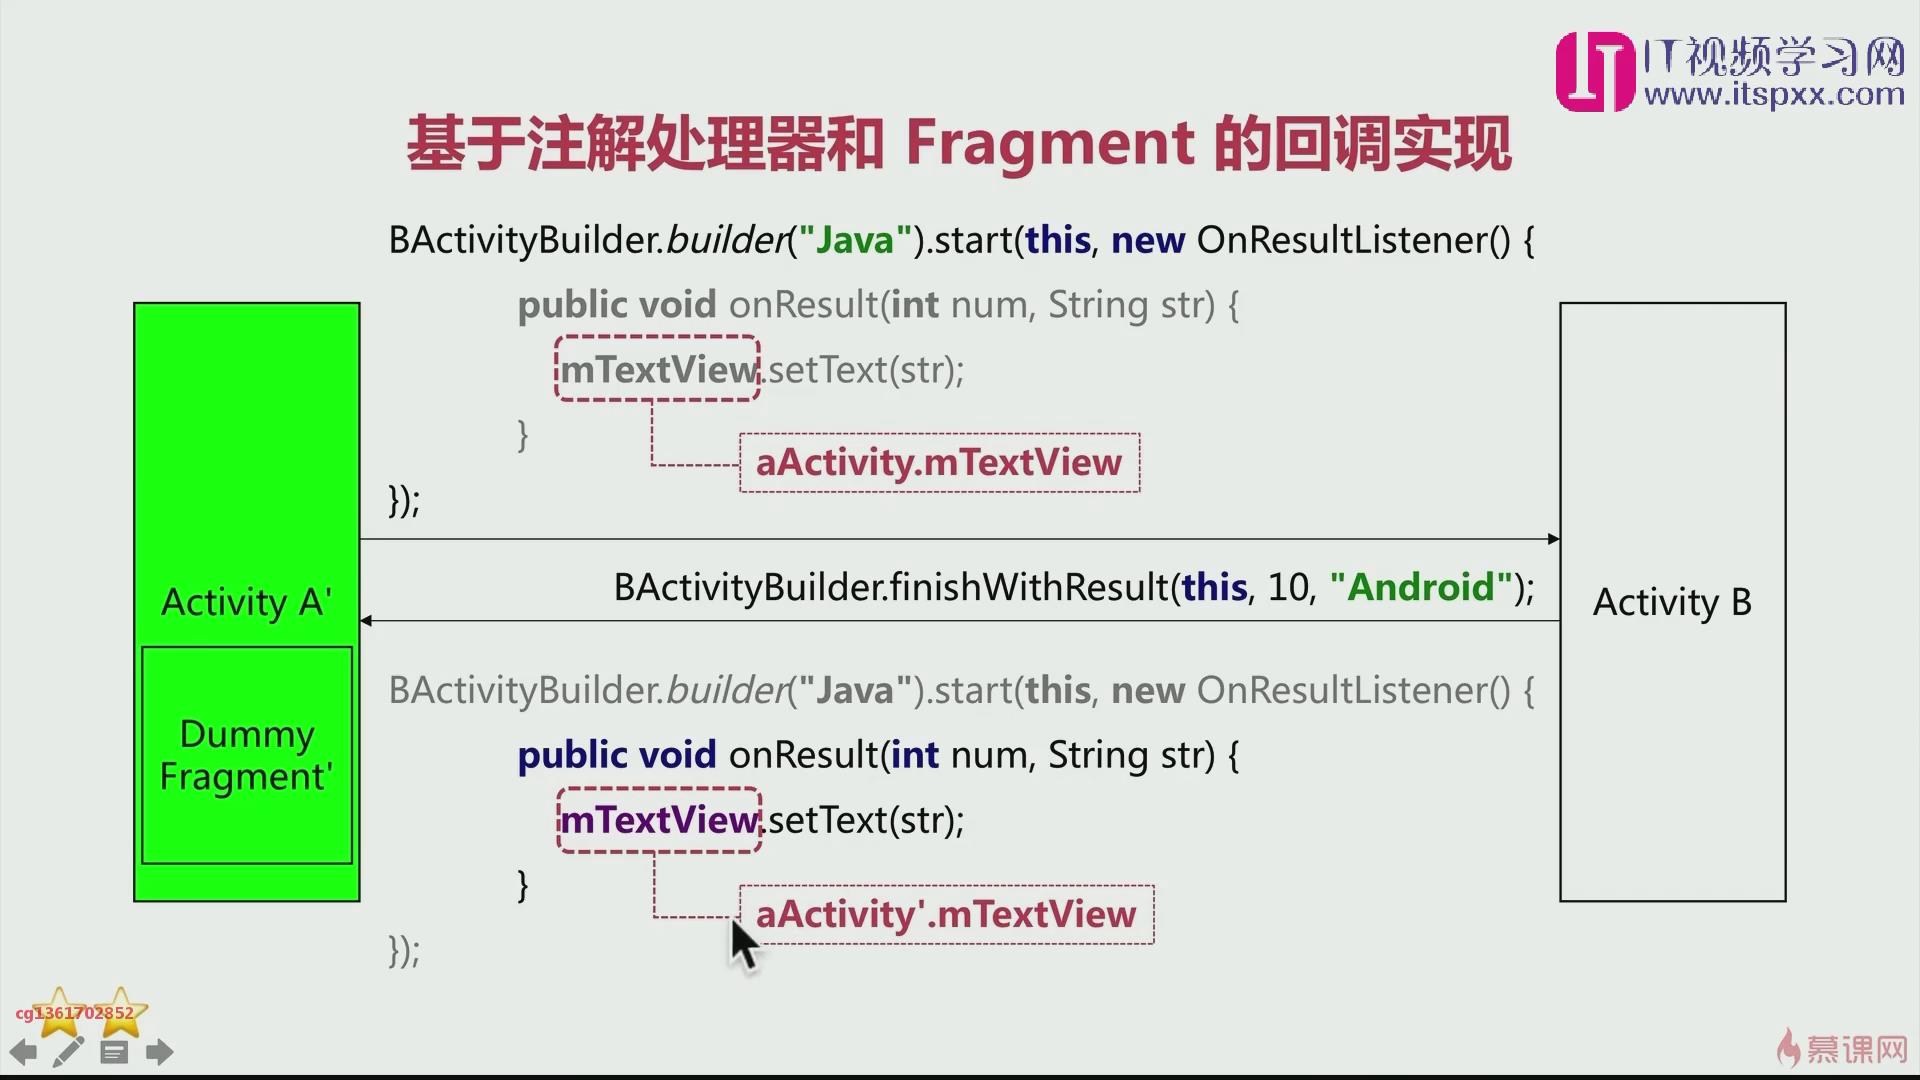 IT视频学习网
www.itspxx.com
基于注解处理器和 Fragment 的回调实现
BActivityBuilder.builder("Java").start(this, new OnResultListener() {
public void onResult(int num, String str) {
mTextView.setText(str);
}
aActivity.mTextView
});
BActivityBuilder.finishWithResult(this, 10, "Android");
Activity A'
Activity B
Dummy
Fragment'
BActivityBuilder.builder("Java").start(this, new OnResultListener() {
public void onResult(int num, String str) {
mTextView.setText(str);
}
aActivity'.mTextView
});
cg1361702852
慕课网